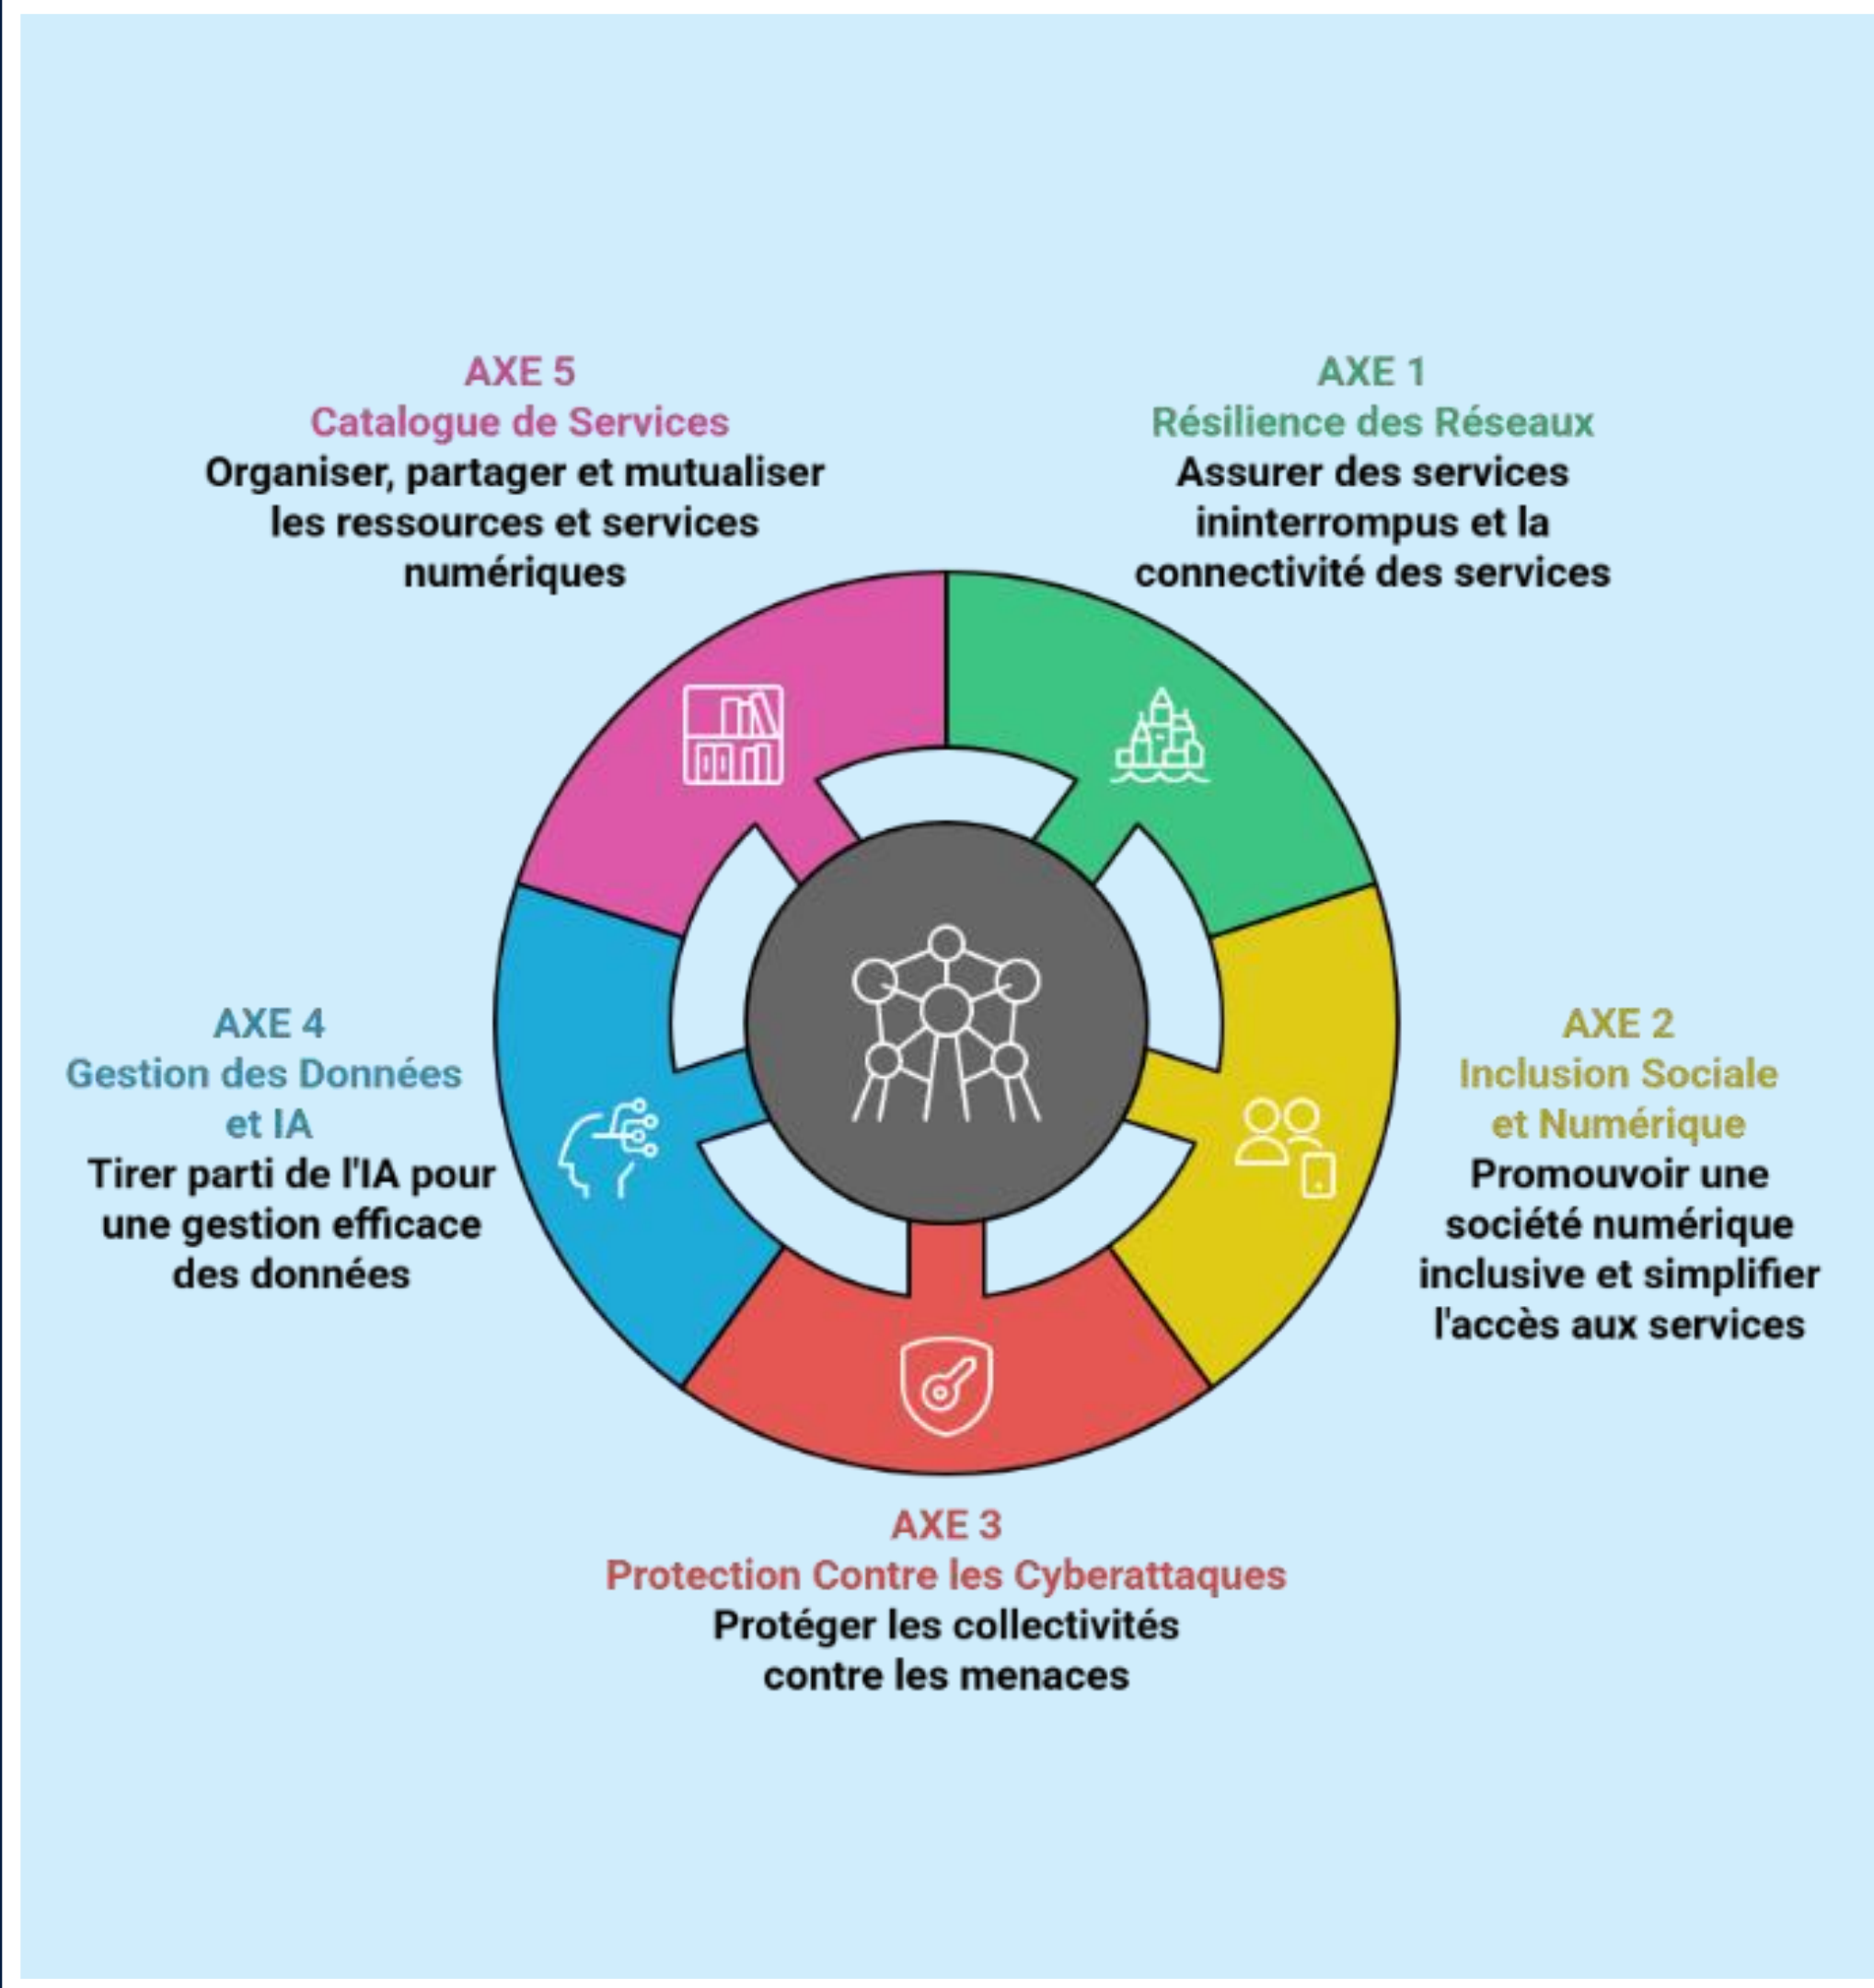 AXE 5
Catalogue de Services
Organiser, partager et mutualiser
les ressources et services
numériques
AXE 1
Résilience des Réseaux
Assurer des services
ininterrompus et la
connectivité des services
AXE 4
Gestion des Données
et IA
Tirer parti de l'IA pour
une gestion efficace
des données
AXE 2
Inclusion Sociale
et Numérique
Promouvoir une
société numérique
inclusive et simplifier
l'accès aux services
AXE 3
Protection Contre les Cyberattaques
Protéger les collectivités
contre les menaces